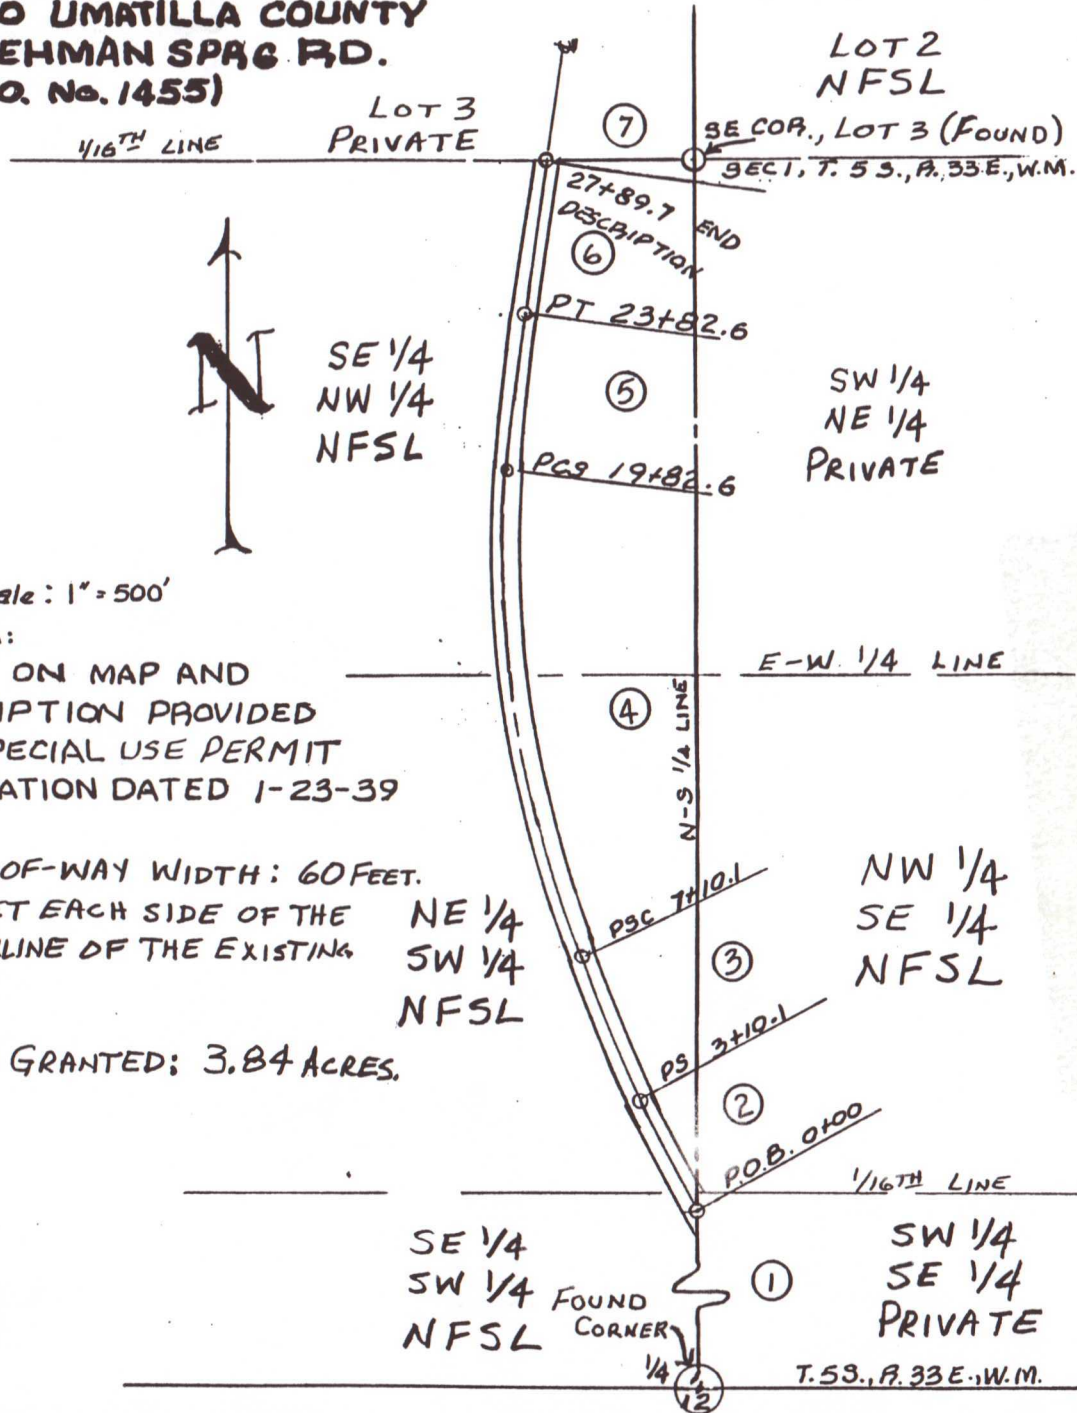 O UMATILLA COUNTY
EHMAN SPRG RD.
O. No. 1455)
LOT 2
NFSL
LOT 3
PRIVATE
1/16TH LINE
7
SE COR., LOT 3 (FOUND)
SEC 1, T. 5 S., R. 33 E., W.M.
27+89.7 END
DESCRIPTION
6
PT 23+82.6
N
SE 1/4
NW 1/4
NFSL
5
SW 1/4
NE 1/4
PRIVATE
PCS 19+82.6
ale: 1" = 500'
:
ON MAP AND
IPTION PROVIDED
PECIAL USE PERMIT
ATION DATED 1-23-39
E-W. 1/4 LINE
4
N-S 1/4 LINE
OF-WAY WIDTH: 60 FEET.
T EACH SIDE OF THE
LINE OF THE EXISTING
NE 1/4
SW 1/4
NFSL
PSC 7+10.1
NW 1/4
SE 1/4
NFSL
3
GRANTED: 3.84 ACRES.
PS 3+10.1
2
P.O.B. 0+00
1/16TH LINE
SE 1/4
SW 1/4
NFSL
FOUND
CORNER
1/4
1
SW 1/4
SE 1/4
PRIVATE
T. 5 S., R. 33 E., W.M.
1
12